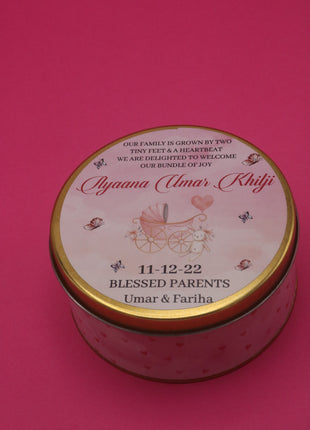 OUR FAMILY IS GROWN BY TWO
TINY FEET & A HEARTBEAT
WE ARE DELIGHTED TO WELCOME
OUR BUNDLE OF JOY
Ayaana Umar Khilji
11-12-22
BLESSED PARENTS
Umar & Fariha